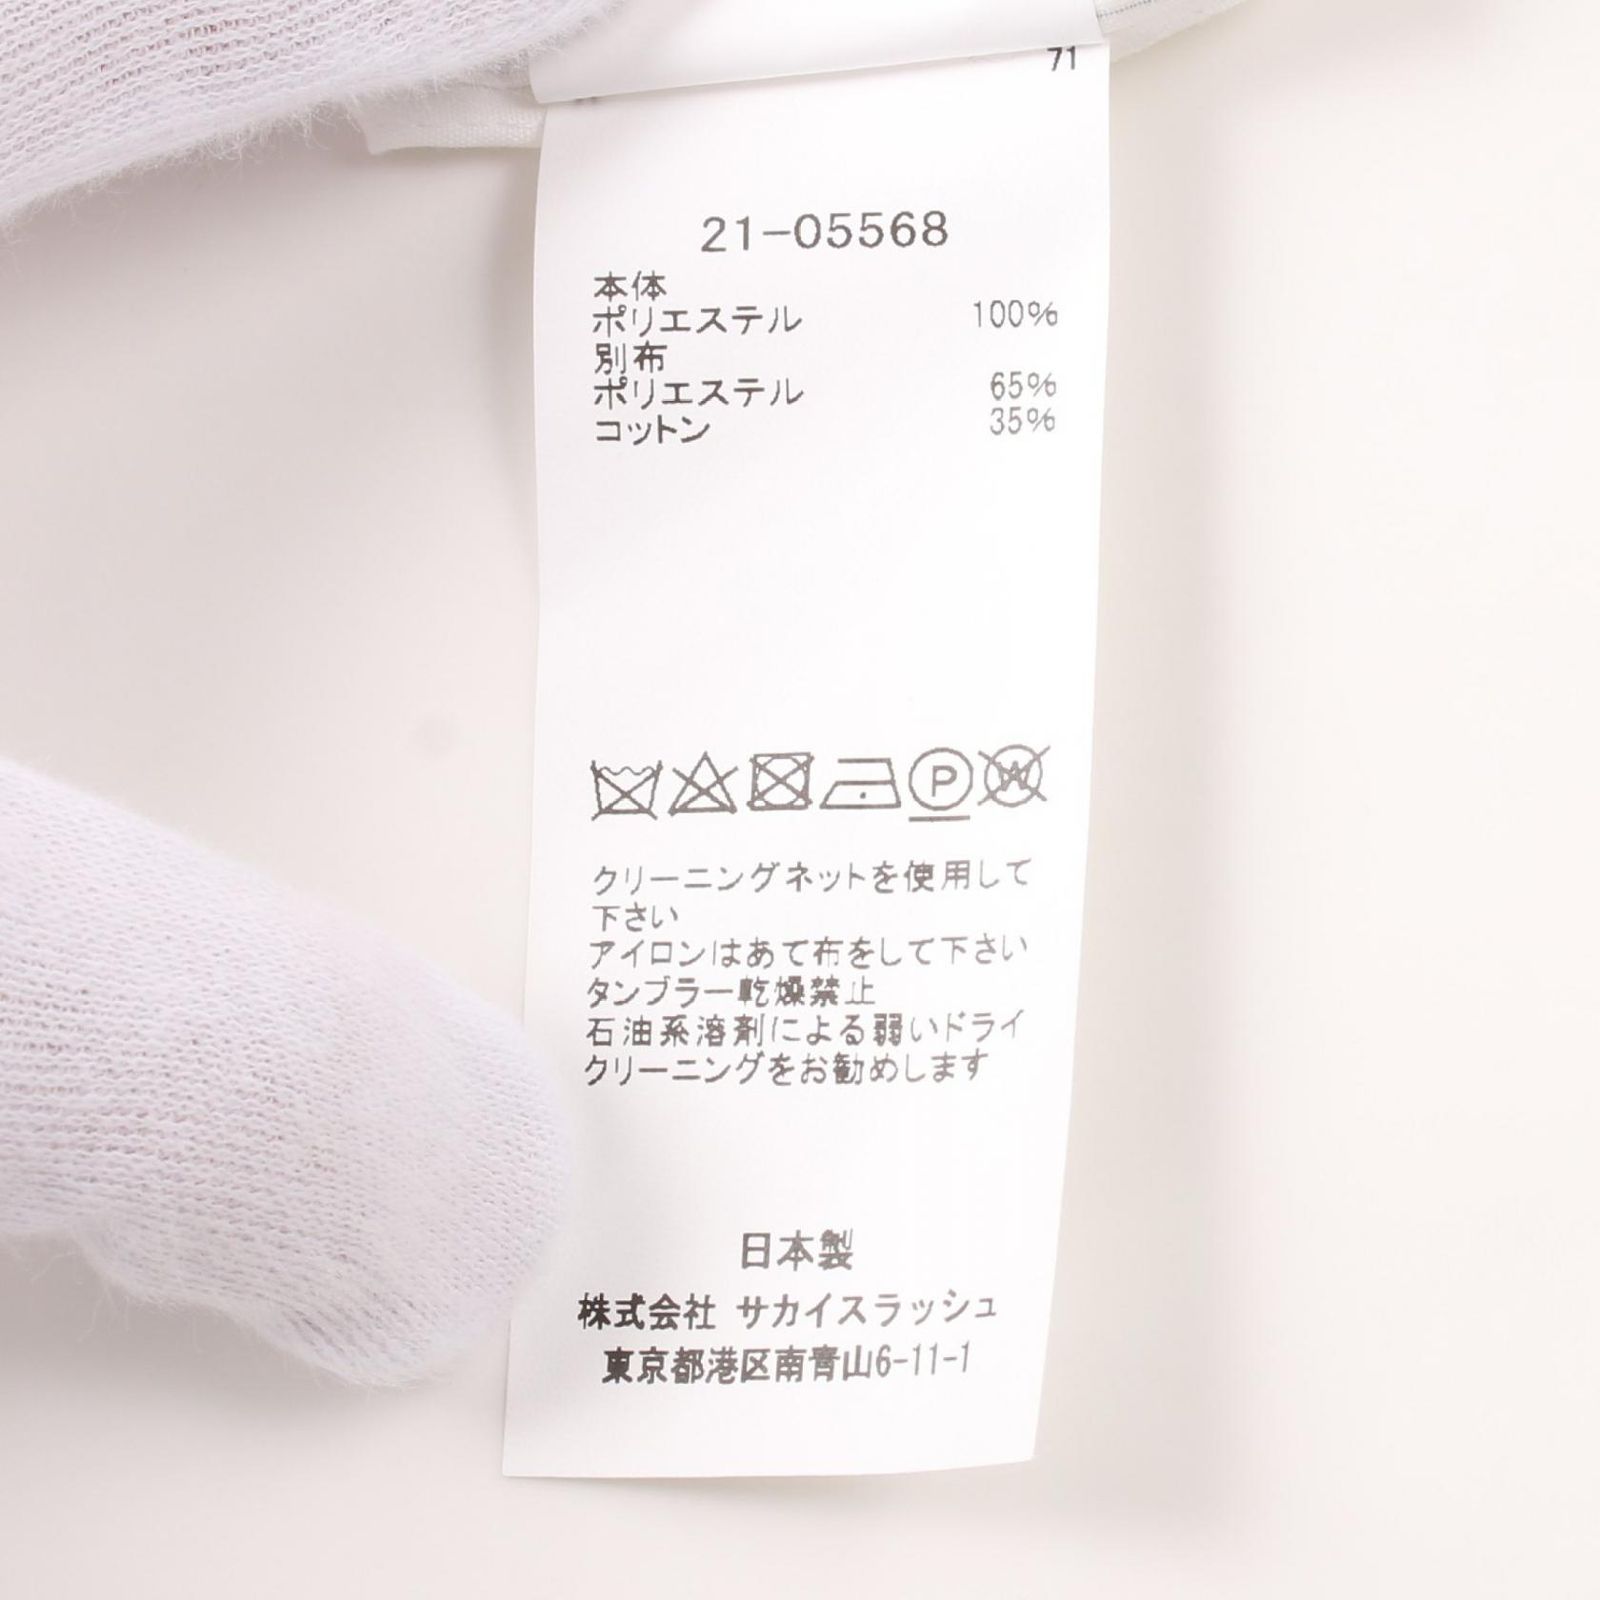 71
21-05568
本体
ポリエステル 100%
別布
ポリエステル 65%
コットン 35%
P W
クリーニングネットを使用して
下さい
アイロンはあて布をして下さい
タンブラー乾燥禁止
石油系溶剤による弱いドライ
クリーニングをお勧めします
日本製
株式会社 サカイスラッシュ
東京都港区南青山6-11-1